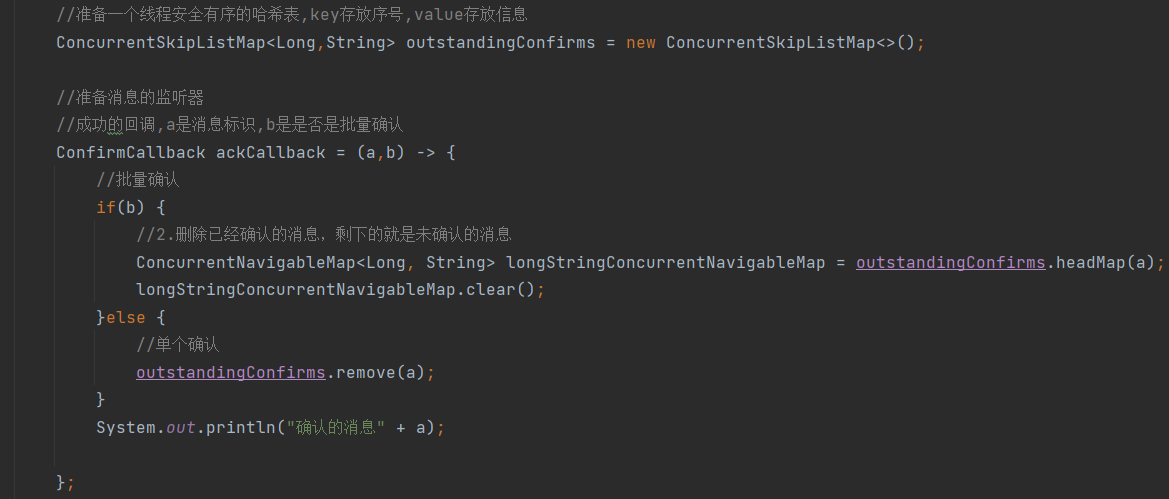 //准备一个线程安全有序的哈希表,key存放序号,value存放信息
ConcurrentSkipListMap<Long,String> outstandingConfirms = new ConcurrentSkipListMap<>();
//准备消息的监听器
//成功的回调,a是消息标识,b是是否是批量确认
ConfirmCallback ackCallback = (a,b) -> {
//批量确认
if(b) {
//2.删除已经确认的消息，剩下的就是未确认的消息
ConcurrentNavigableMap<Long, String> longStringConcurrentNavigableMap = outstandingConfirms.headMap(a);
longStringConcurrentNavigableMap.clear();
}else {
//单个确认
outstandingConfirms.remove(a);
}
System.out.println("确认的消息" + a);
};